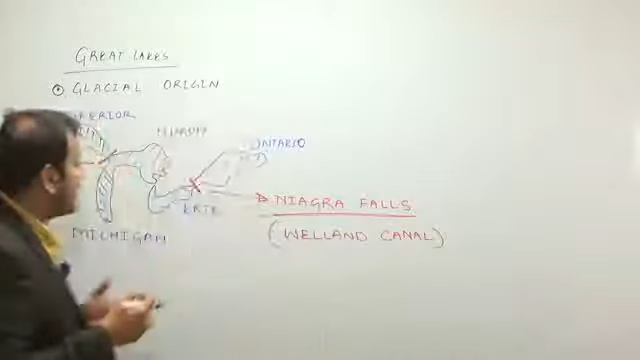 GREAT LAKES
GLACIAL ORIGIN
HURON
ONTARIO
ERIE
NIAGRA FALLS
MICHIGAN
(WELLAND CANAL)